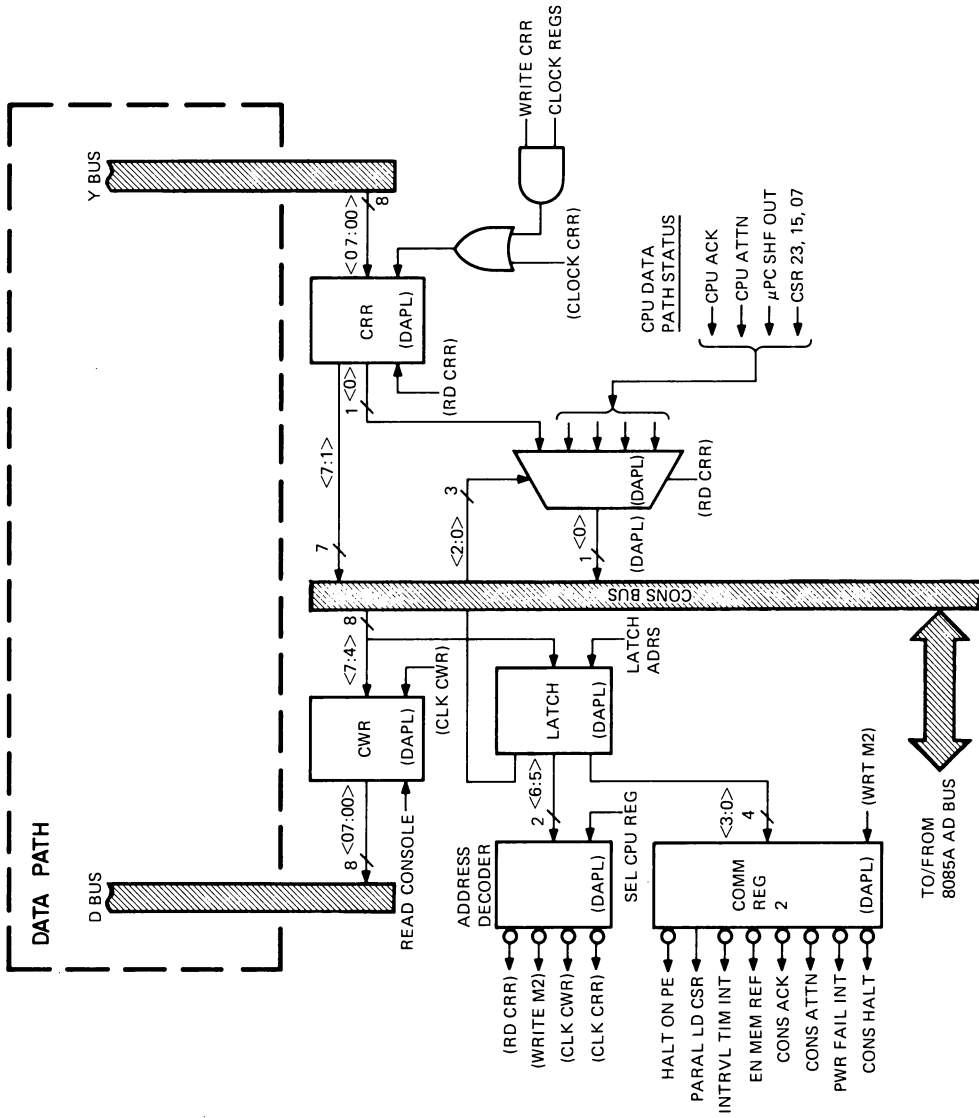 DATA PATH
D BUS
Y BUS
8 <07:00>
READ CONSOLE
CWR
(DAPL)
(CLK CWR)
<7:4>
8
7
<7:1>
CRR
(DAPL)
1 <0>
(RD CRR)
<07:00>
8
(CLOCK CRR)
WRITE CRR
CLOCK REGS
ADDRESS
DECODER
(DAPL)
(RD CRR)
(WRITE M2)
(CLK CWR)
(CLK CRR)
SEL CPU REG
2 <6:5>
LATCH
(DAPL)
LATCH
ADRS
CONS BUS
3
<2:0>
1 <0>
(DAPL) (DAPL)
(RD CRR)
CPU DATA
PATH STATUS
CPU ACK
CPU ATTN
μPC SHF OUT
CSR 23, 15, 07
<3:0>
4
COMM
REG
2
(DAPL)
(WRT M2)
HALT ON PE
PARAL LD CSR
INTRVL TIM INT
EN MEM REF
CONS ACK
CONS ATTN
PWR FAIL INT
CONS HALT
TO/FROM
8085A AD BUS